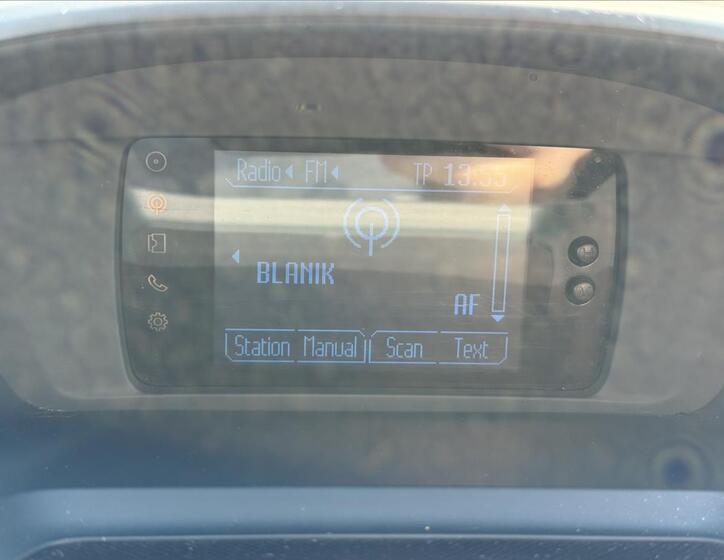 Radio FM TP 13:55
BLANIK
AF
Station Manual Scan Text